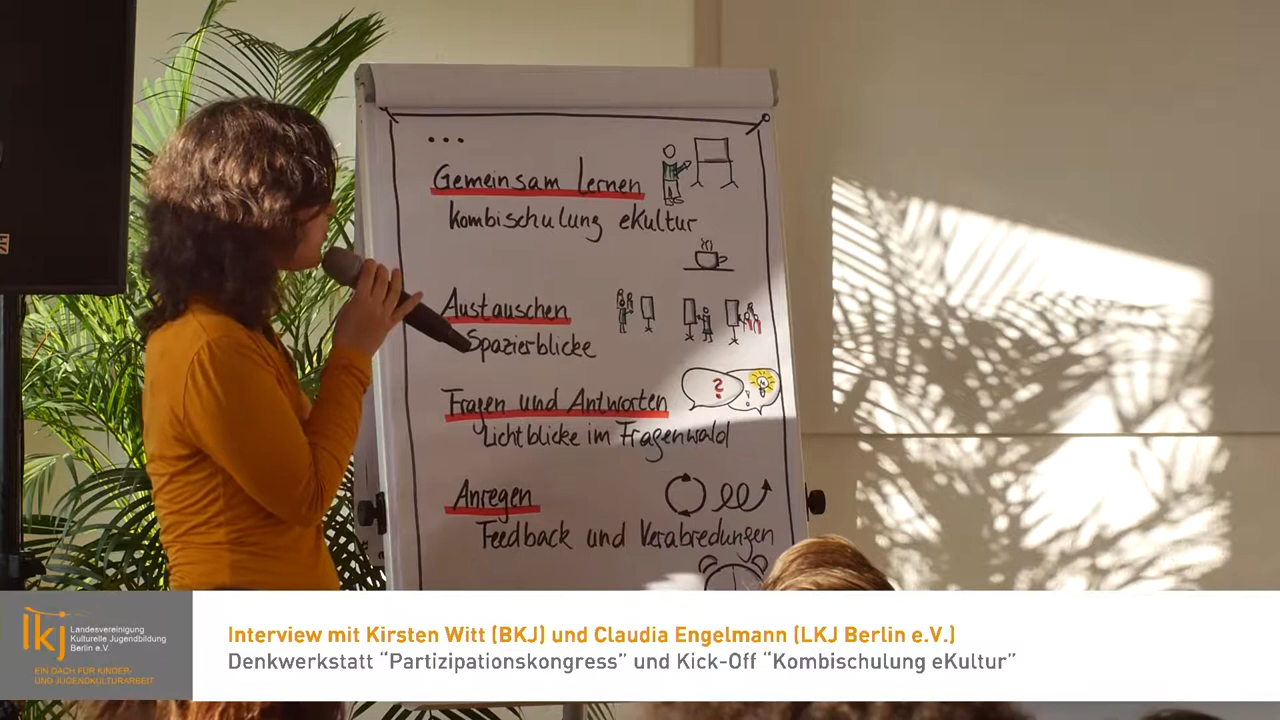 ...
Gemeinsam Lernen
Kombischulung eKultur
Austauschen
Spazierblicke
?
Fragen und Antworten
Lichtblicke im Fragenwald
Anregen
Feedback und Verabredungen
lkj
Landesvereinigung
Kulturelle Jugendbildung
Berlin e.V.
EIN DACH FÜR KINDER-
UND JUGENDKULTURARBEIT
Interview mit Kirsten Witt (BKJ) und Claudia Engelmann (LKJ Berlin e.V.)
Denkwerkstatt “Partizipationskongress” und Kick-Off “Kombischulung eKultur”